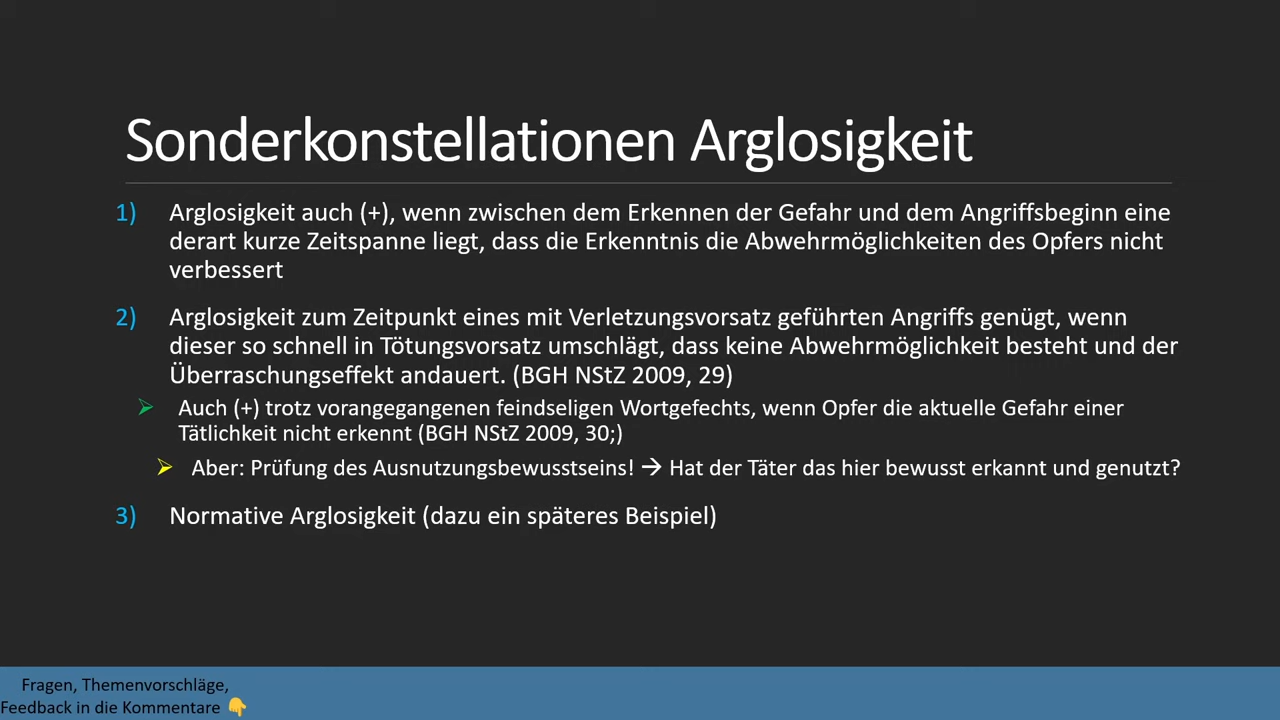 Sonderkonstellationen Arglosigkeit
1) Arglosigkeit auch (+), wenn zwischen dem Erkennen der Gefahr und dem Angriffsbeginn eine
derart kurze Zeitspanne liegt, dass die Erkenntnis die Abwehrmöglichkeiten des Opfers nicht
verbessert
2) Arglosigkeit zum Zeitpunkt eines mit Verletzungsvorsatz geführten Angriffs genügt, wenn
dieser so schnell in Tötungsvorsatz umschlägt, dass keine Abwehrmöglichkeit besteht und der
Überraschungseffekt andauert. (BGH NStZ 2009, 29)
➢ Auch (+) trotz vorangegangenen feindseligen Wortgefechts, wenn Opfer die aktuelle Gefahr einer
Tätlichkeit nicht erkennt (BGH NStZ 2009, 30;)
➢ Aber: Prüfung des Ausnutzungsbewusstseins! → Hat der Täter das hier bewusst erkannt und genutzt?
3) Normative Arglosigkeit (dazu ein späteres Beispiel)
Fragen, Themenvorschläge,
Feedback in die Kommentare 👇